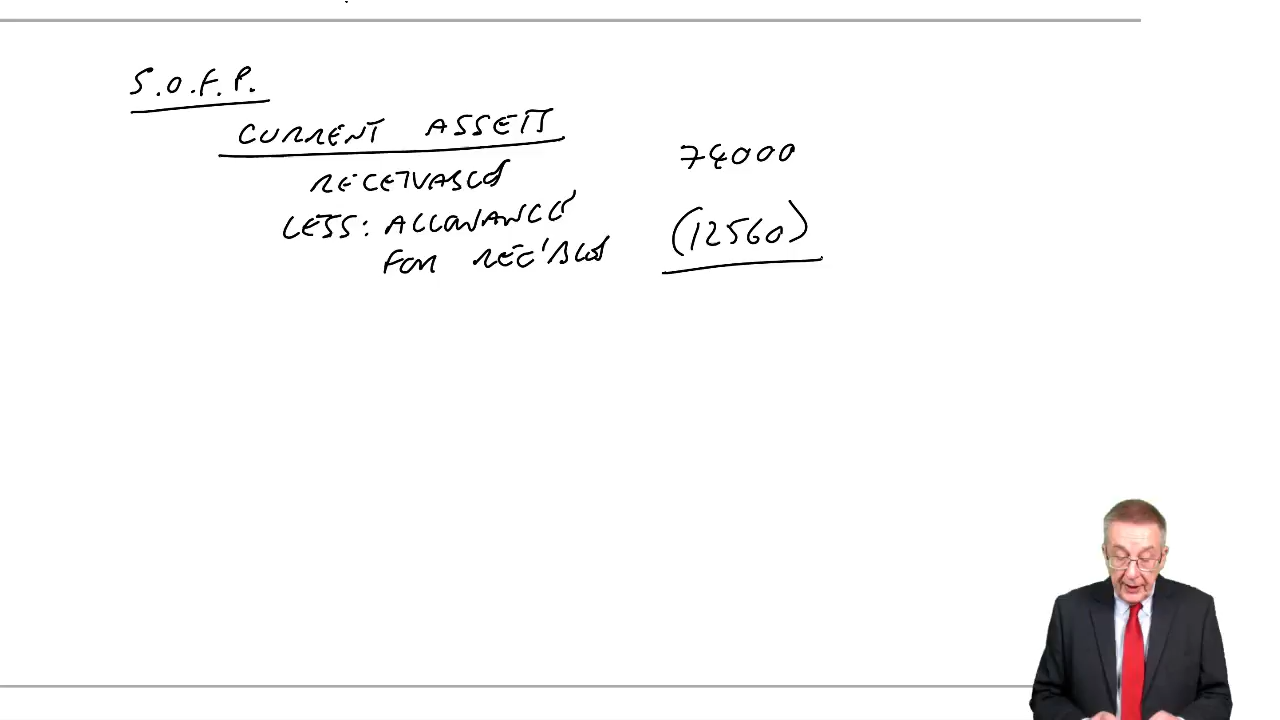 S.O.F.P.
CURRENT ASSETS
RECEIVABLES 74000
LESS: ALLOWANCE
FOR REC'BLES (12560)